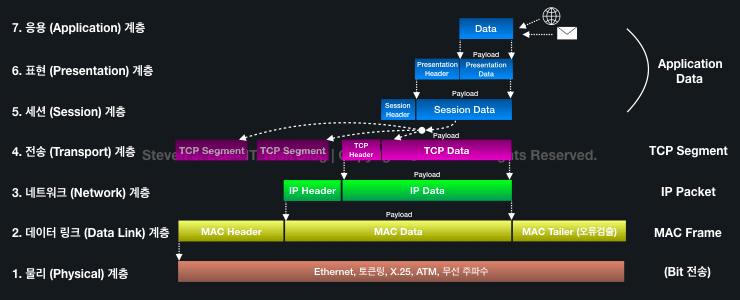 7. 응용 (Application) 계층
Data
Payload
6. 표현 (Presentation) 계층
Presentation Header
Presentation Data
Application Data
Payload
5. 세션 (Session) 계층
Session Header
Session Data
Payload
4. 전송 (Transport) 계층
TCP Segment
TCP Segment
TCP Header
TCP Data
TCP Segment
Rights Reserved.
Payload
3. 네트워크 (Network) 계층
IP Header
IP Data
IP Packet
Payload
2. 데이터 링크 (Data Link) 계층
MAC Header
MAC Data
MAC Tailer (오류검출)
MAC Frame
1. 물리 (Physical) 계층
Ethernet, 토큰링, X.25, ATM, 무선 주파수
(Bit 전송)